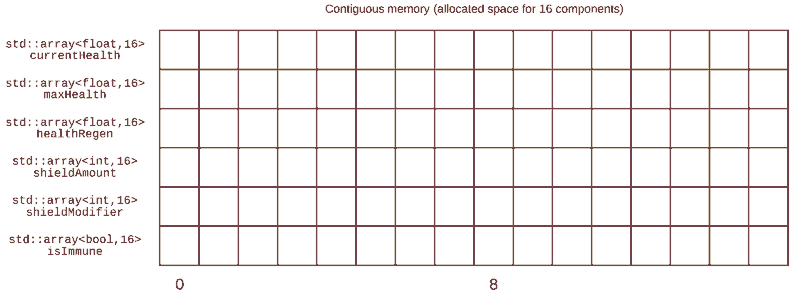 Contiguous memory (allocated space for 16 components)
std::array<float,16>
currentHealth
std::array<float,16>
maxHealth
std::array<float,16>
healthRegen
std::array<int,16>
shieldAmount
std::array<int,16>
shieldModifier
std::array<bool,16>
isImmune
0 8